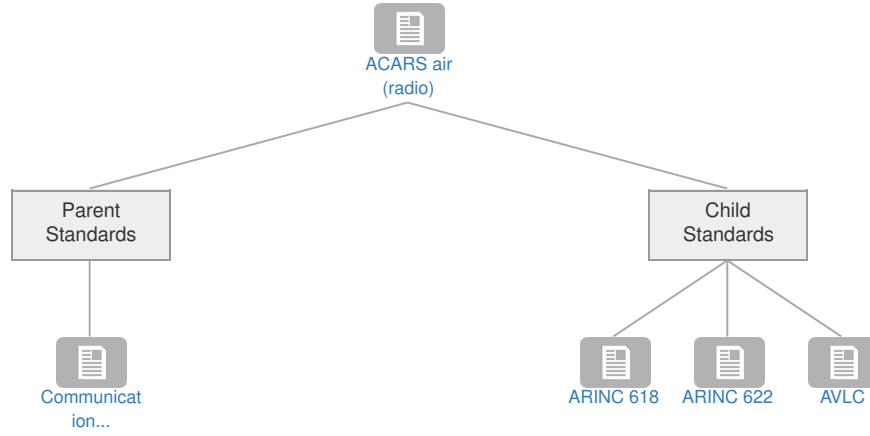 ACARS air
(radio)
Parent
Standards
Child
Standards
Communicat
ion...
ARINC 618
ARINC 622
AVLC